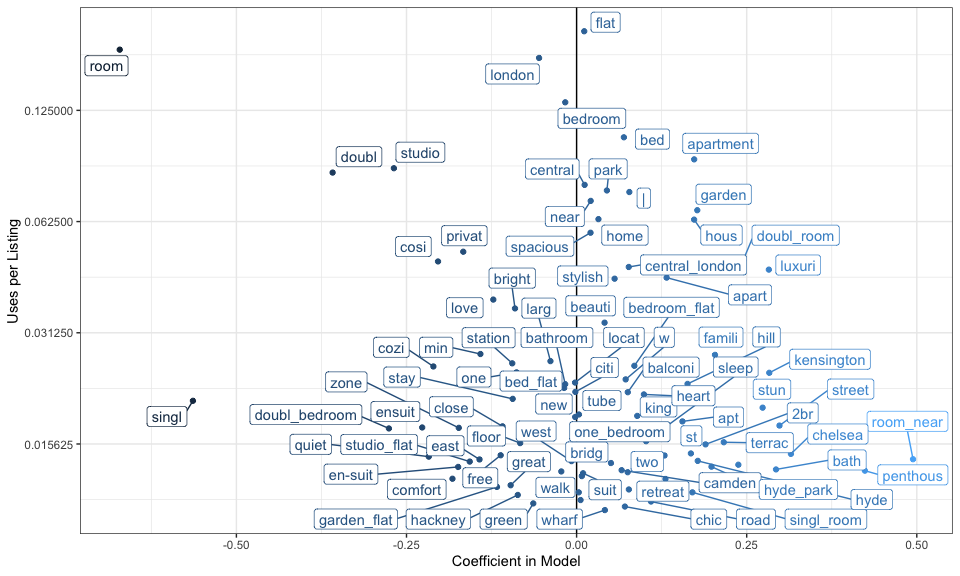 flat
room
london
0.125000
bedroom
bed
apartment
doubl
studio
central
park
|
garden
0.062500
near
privat
home
hous
doubl_room
cosi
spacious
central_london
luxuri
bright
stylish
apart
love
larg
beauti
bedroom_flat
Uses per Listing
0.031250
station
bathroom
locat
w
famili
hill
cozi
min
kensington
zone
stay
one
bed_flat
citi
balconi
sleep
stun
street
singl
doubl_bedroom
ensuit
close
new
tube
king
heart
apt
2br
room_near
0.015625
quiet
studio_flat
east
floor
west
one_bedroom
st
terrac
chelsea
bridg
great
two
bath
penthous
en-suit
comfort
free
walk
suit
retreat
camden
hyde_park
hyde
garden_flat
hackney
green
wharf
chic
road
singl_room
-0.50
-0.25
0.00
0.25
0.50
Coefficient in Model